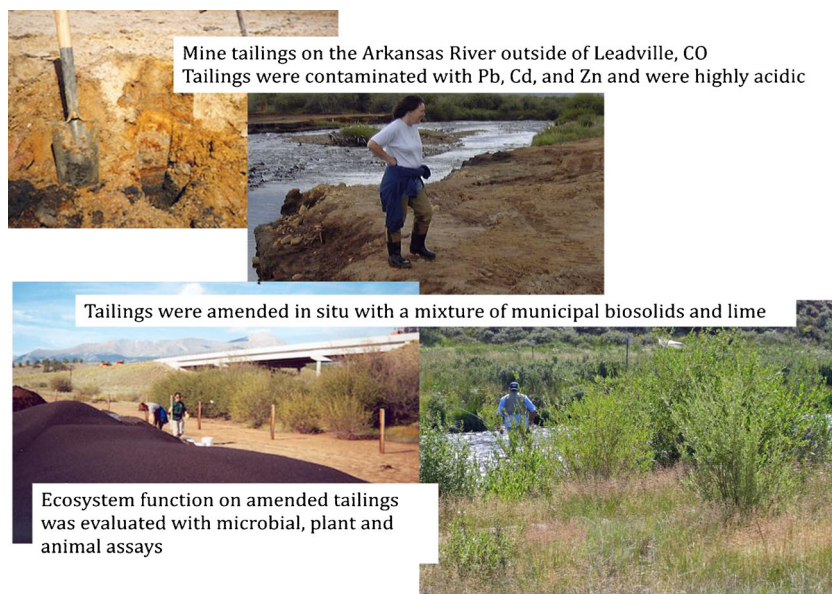 Mine tailings on the Arkansas River outside of Leadville, CO
Tailings were contaminated with Pb, Cd, and Zn and were highly acidic
Tailings were amended in situ with a mixture of municipal biosolids and lime
Ecosystem function on amended tailings
was evaluated with microbial, plant and
animal assays